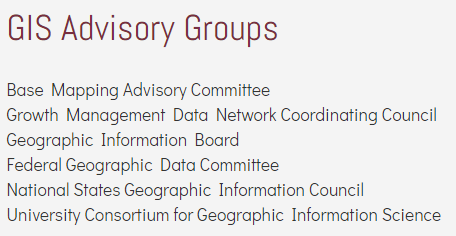 GIS Advisory Groups
Base Mapping Advisory Committee
Growth Management Data Network Coordinating Council
Geographic Information Board
Federal Geographic Data Committee
National States Geographic Information Council
University Consortium for Geographic Information Science